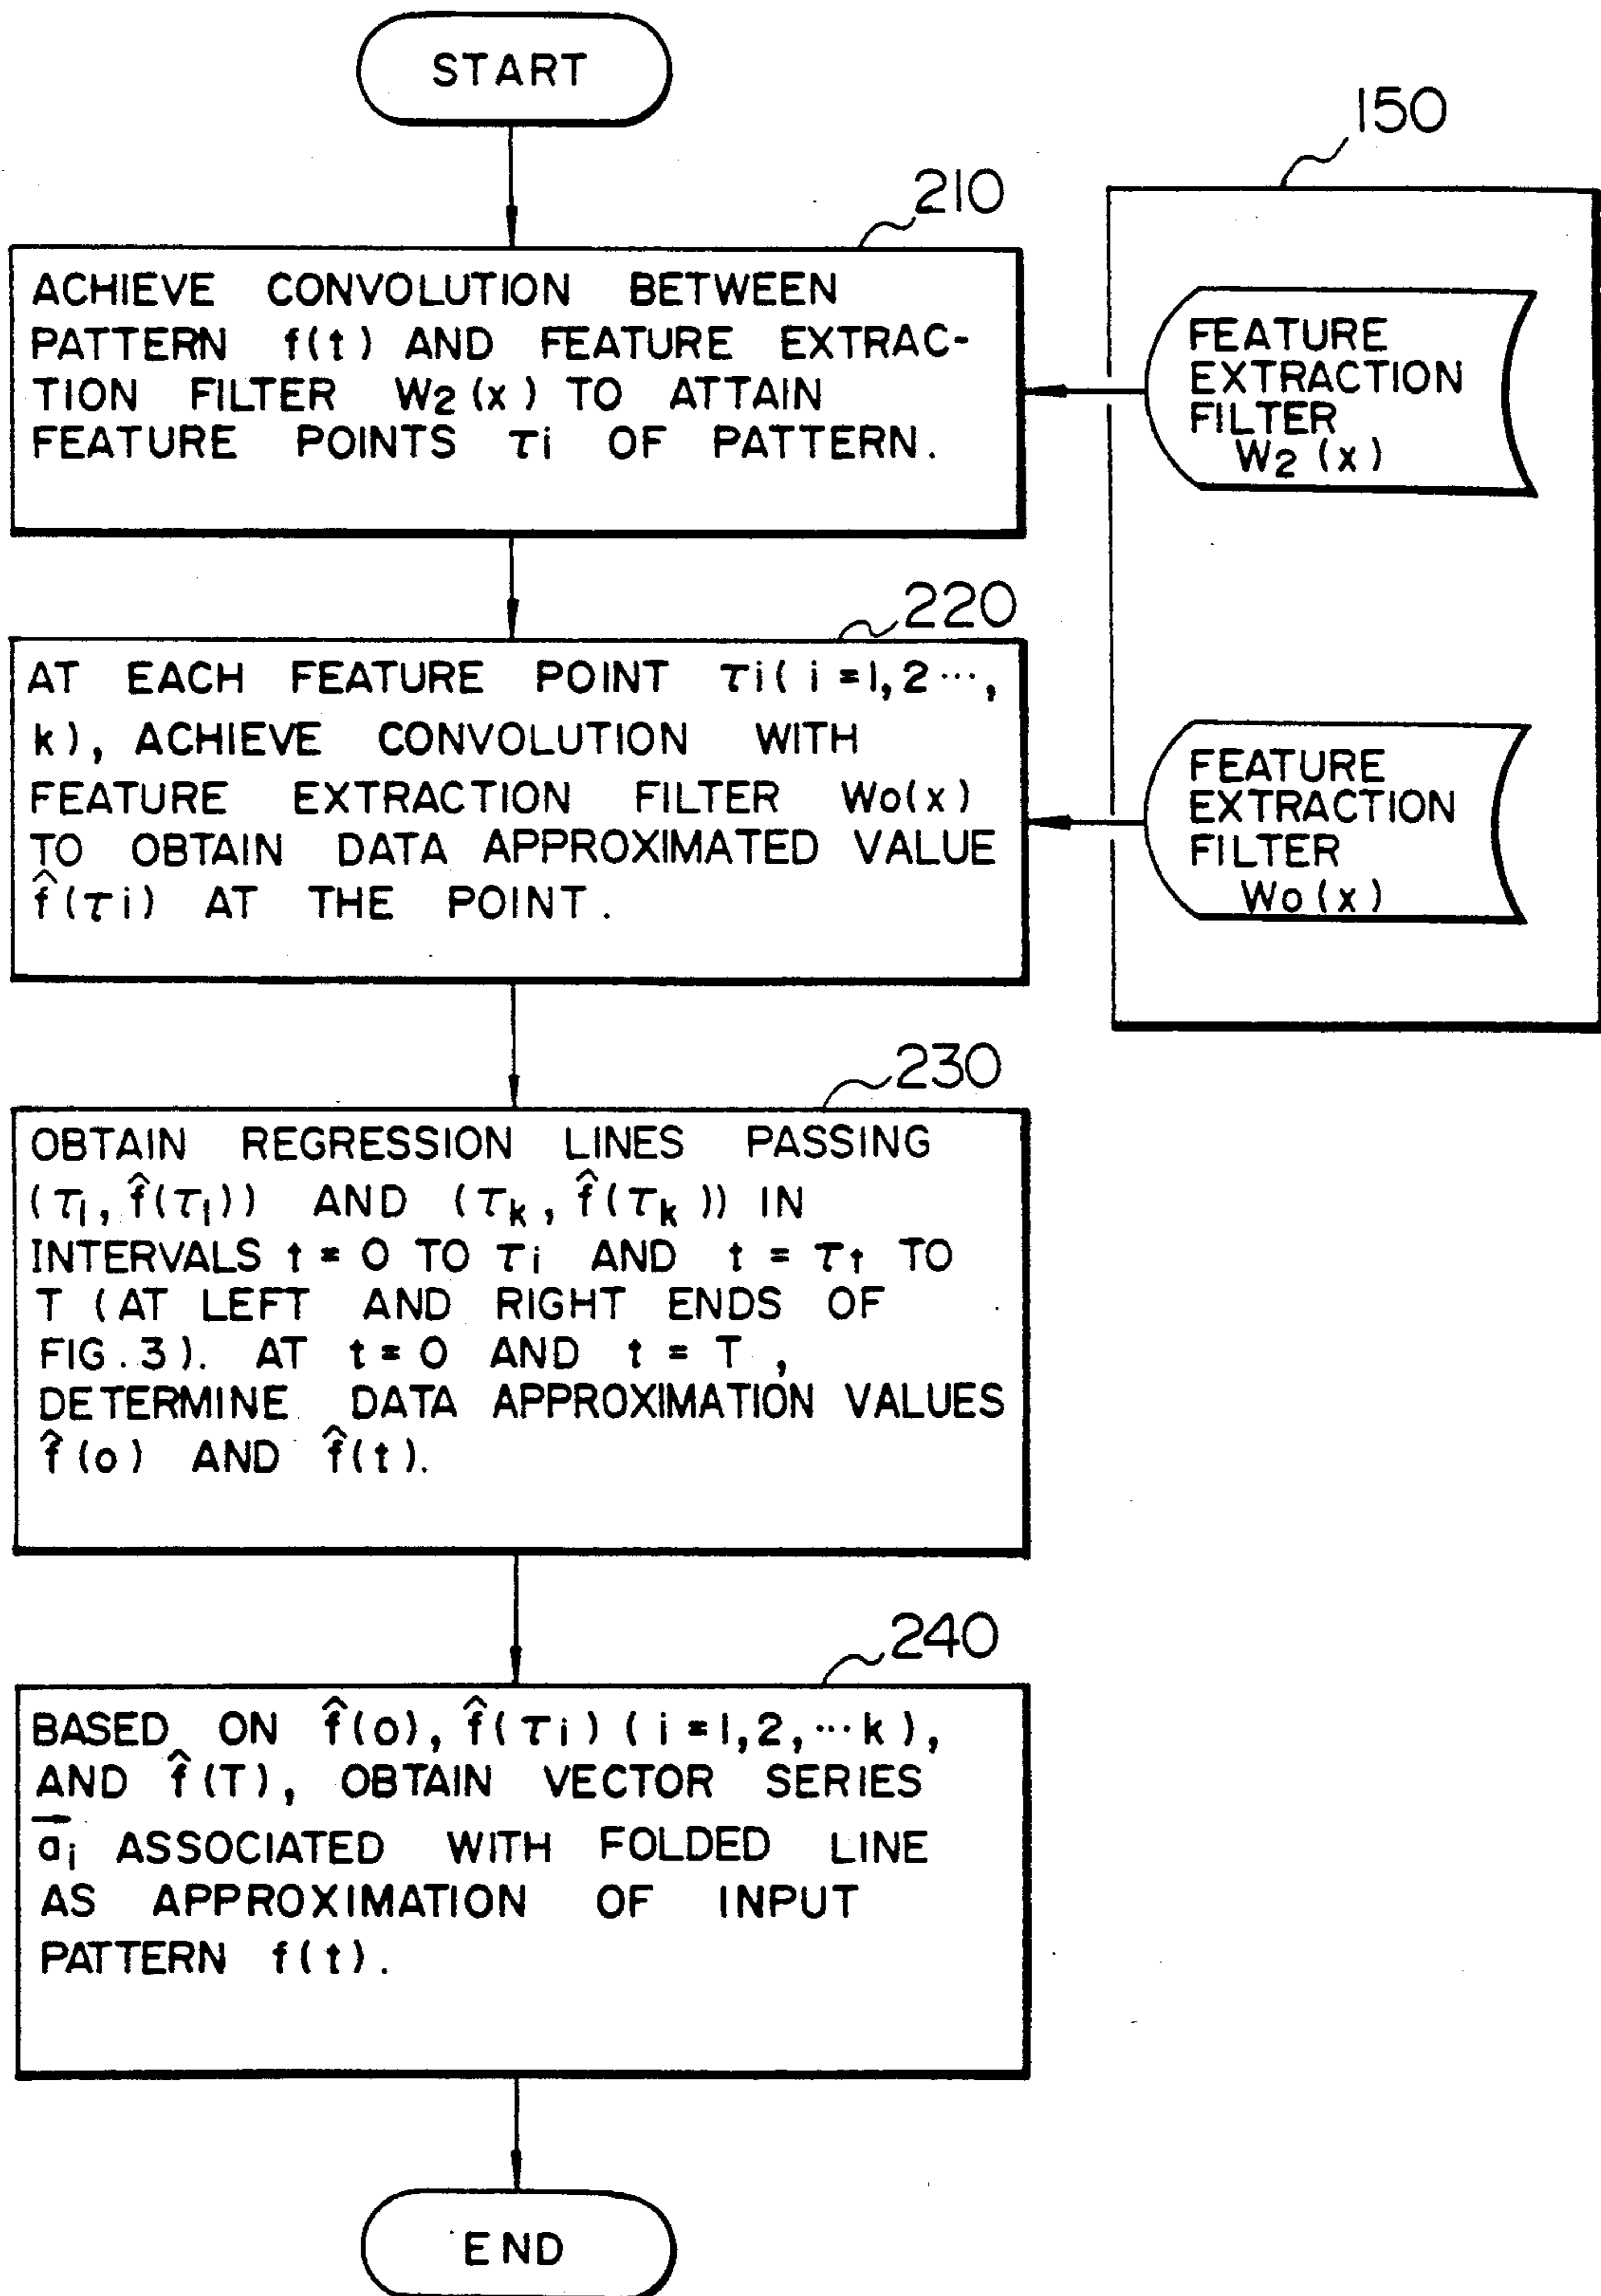 START
150
210
ACHIEVE CONVOLUTION BETWEEN
PATTERN f(t) AND FEATURE EXTRAC-
TION FILTER W2(x) TO ATTAIN
FEATURE POINTS τi OF PATTERN.
FEATURE
EXTRACTION
FILTER
W2(x)
220
AT EACH FEATURE POINT τi(i=1,2···,
k), ACHIEVE CONVOLUTION WITH
FEATURE EXTRACTION FILTER Wo(x)
TO OBTAIN DATA APPROXIMATED VALUE
f̂(τi) AT THE POINT.
FEATURE
EXTRACTION
FILTER
Wo(x)
230
OBTAIN REGRESSION LINES PASSING
(τ1, f̂(τ1)) AND (τk, f̂(τk)) IN
INTERVALS t=0 TO τi AND t=τt TO
T (AT LEFT AND RIGHT ENDS OF
FIG.3). AT t=0 AND t=T,
DETERMINE DATA APPROXIMATION VALUES
f̂(o) AND f̂(t).
240
BASED ON f̂(o), f̂(τi)(i=1,2,···k),
AND f̂(T), OBTAIN VECTOR SERIES
a⃗i ASSOCIATED WITH FOLDED LINE
AS APPROXIMATION OF INPUT
PATTERN f(t).
END